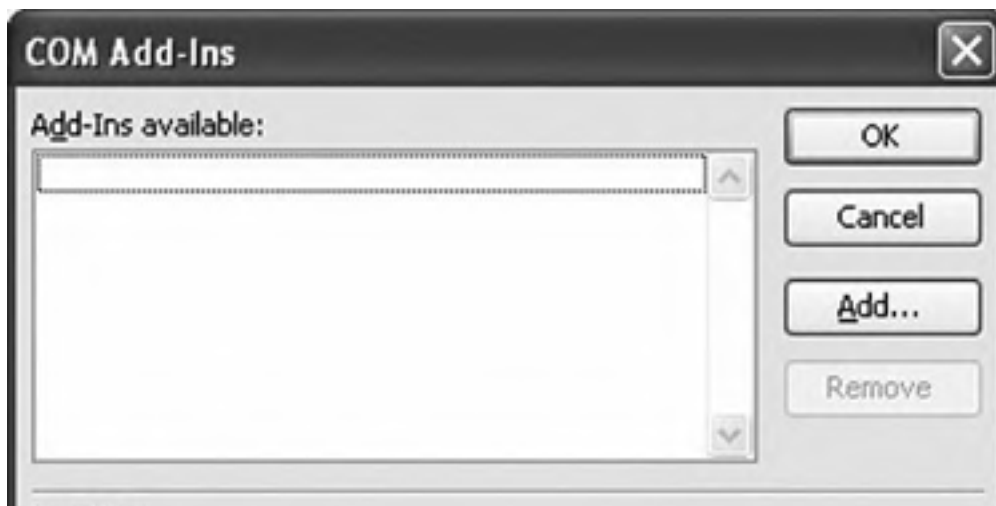 COM Add-Ins
Add-Ins available:
OK
Cancel
Add...
Remove